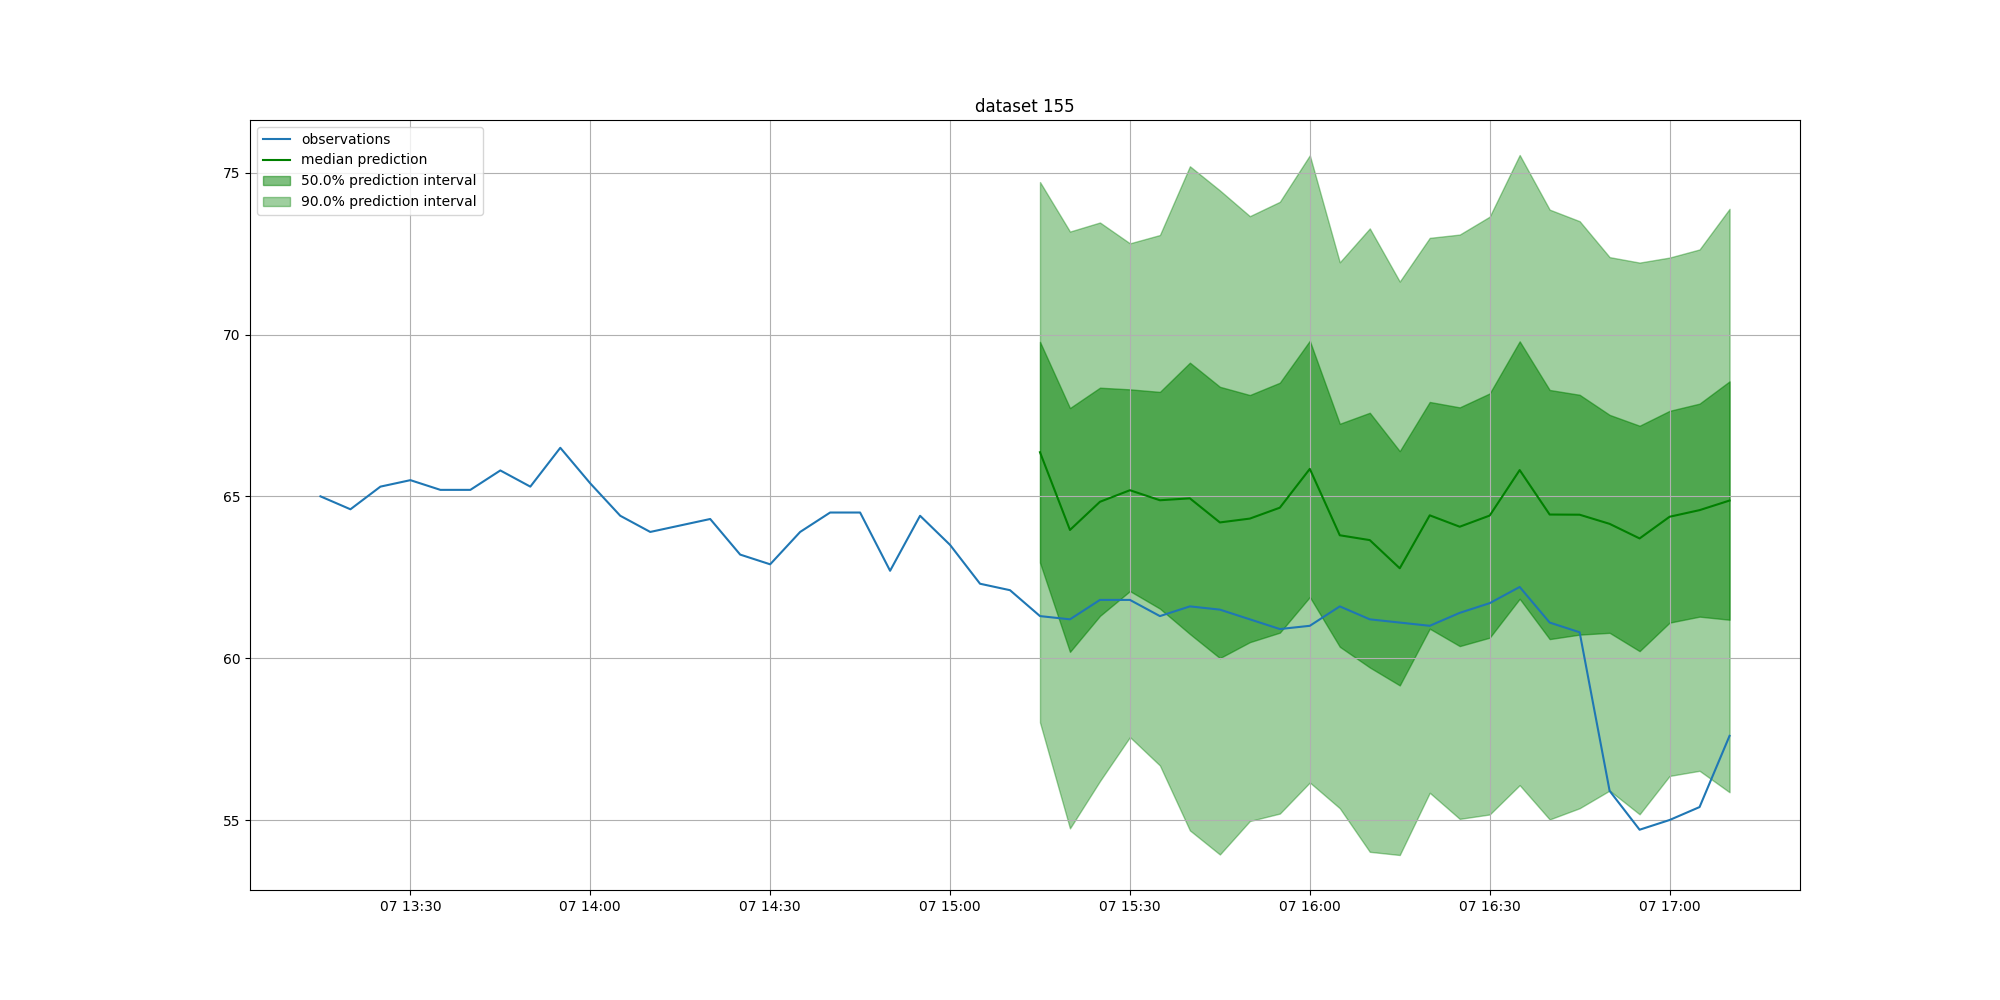 dataset 155
observations
median prediction
50.0% prediction interval
90.0% prediction interval
75
70
65
60
55
07 13:30
07 14:00
07 14:30
07 15:00
07 15:30
07 16:00
07 16:30
07 17:00